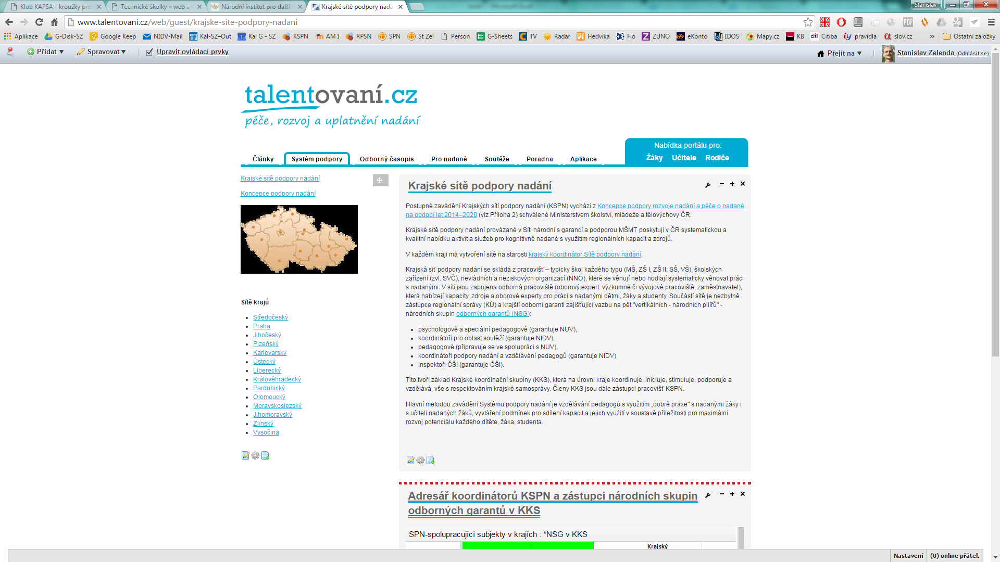 Klub KAPSA - kroužky pro
Technické školky » web a
Národní institut pro další
Krajské sítě podpory nadá
Stanislav
www.talentovani.cz/web/guest/krajske-site-podpory-nadani
Aplikace G-Disk-SZ Google Keep NIDV-Mail Kal-SZ–Out Kal G - SZ KSPN AM I RPSN SPN St Zel Person G-Sheets TV Radar Hedvika Fio ZUNO eKonto IDOS Mapy.cz KB Citiba pravidla slov.cz » Ostatní záložky
Přidat ▼ Spravovat ▼ Upravit ovládací prvky
Přejít na ▼ Stanislav Zelenda (Odhlásit se)
talentovaní.cz
péče, rozvoj a uplatnění nadání
Nabídka portálu pro:
Žáky Učitele Rodiče
Články Systém podpory Odborný časopis Pro nadané Soutěže Poradna Aplikace
Krajské sítě podpory nadání
Koncepce podpory nadání
Sítě krajů
Středočeský
Praha
Jihočeský
Plzeňský
Karlovarský
Ústecký
Liberecký
Královéhradecký
Pardubický
Olomoucký
Moravskoslezský
Jihomoravský
Zlínský
Vysočina
Krajské sítě podpory nadání
Postupné zavádění Krajských sítí podpory nadání (KSPN) vychází z Koncepce podpory rozvoje nadání a péče o nadané
na období let 2014–2020 (viz Příloha 2) schválené Ministerstvem školství, mládeže a tělovýchovy ČR.
Krajské sítě podpory nadání provázané v Síti národní s garancí a podporou MŠMT poskytují v ČR systematickou a
kvalitní nabídku aktivit a služeb pro kognitivně nadané s využitím regionálních kapacit a zdrojů.
V každém kraji má vytvoření sítě na starosti krajský koordinátor Sítě podpory nadání.
Krajská síť podpory nadání se skládá z pracovišť – typicky škol každého typu (MŠ, ZŠ I, ZŠ II, SŠ, VŠ), školských
zařízení (zvl. SVČ), nevládních a neziskových organizací (NNO), které se věnují nebo hodlají systematicky věnovat práci
s nadanými. V sítí jsou zapojena odborná pracoviště (oborový expert: výzkumné či vývojové pracoviště, zaměstnavatel),
která nabízejí kapacity, zdroje a oborové experty pro práci s nadanými dětmi, žáky a studenty. Součástí sítě je nezbytně
zástupce regionální správy (KÚ) a krajští odborní garanti zajišťující vazbu na pět "vertikálních - národních pilířů" -
národních skupin odborných garantů (NSG):
psychologové a speciální pedagogové (garantuje NUV),
koordinátoři pro oblast soutěží (garantuje NIDV),
pedagogové (připravuje se ve spolupráci s NUV),
koordinátoři podpory nadání a vzdělávání pedagogů (garantuje NIDV)
inspektoři ČŠI (garantuje ČŠI).
Tito tvoří základ Krajské koordinační skupiny (KKS), která na úrovni kraje koordinuje, iniciuje, stimuluje, podporuje a
vzdělává, vše s respektováním krajské samosprávy. Členy KKS jsou dále zástupci pracovišť KSPN.
Hlavní metodou zavádění Systému podpory nadání je vzdělávání pedagogů s využitím „dobré praxe" s nadanými žáky i
s učiteli nadaných žáků, vyvtáření podmínek pro sdílení kapacit a jejich využití v soustavě příležitosti pro maximální
rozvoj potenciálu každého dítěte, žáka, studenta.
Adresář koordinátorů KSPN a zástupci národních skupin
odborných garantů v KKS
SPN-spolupracující subjekty v krajích : *NSG v KKS
Krajský
Nastavení (0) online přátel.